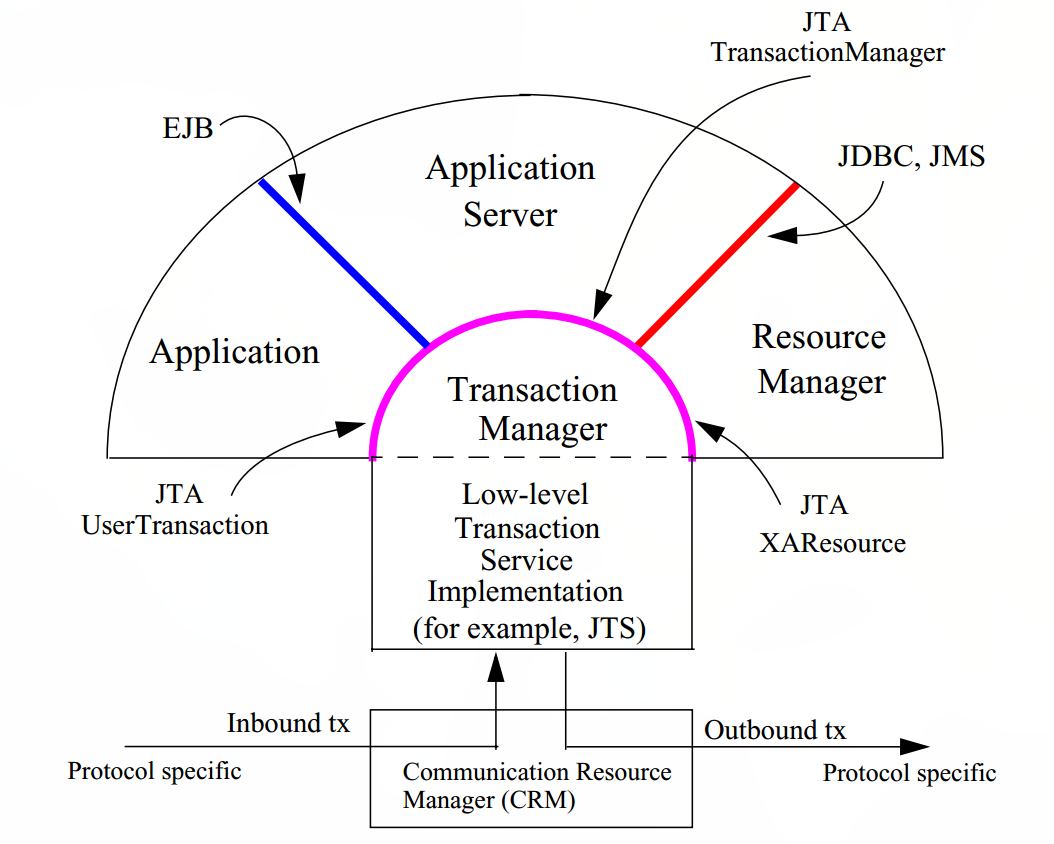 JTA
TransactionManager
EJB
JDBC, JMS
Application
Server
Application
Resource
Manager
Transaction
Manager
JTA
UserTransaction
JTA
XAResource
Low-level
Transaction
Service
Implementation
(for example, JTS)
Inbound tx
Outbound tx
Protocol specific
Communication Resource
Manager (CRM)
Protocol specific